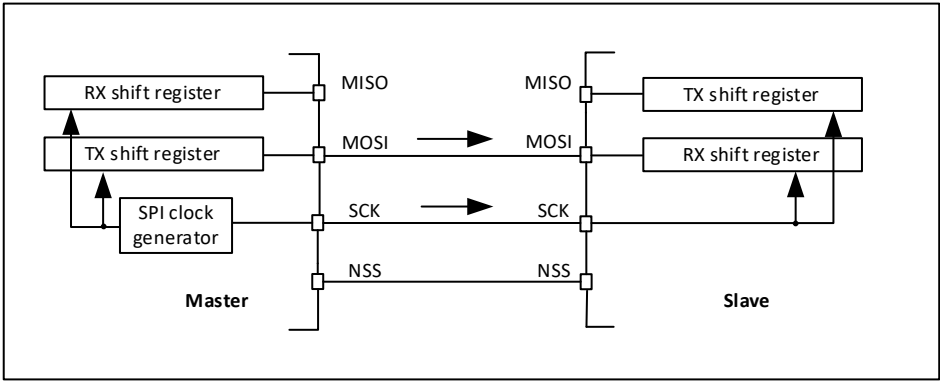 RX shift register
MISO
MISO
TX shift register
TX shift register
MOSI
MOSI
RX shift register
SPI clock
generator
SCK
SCK
NSS
NSS
Master
Slave